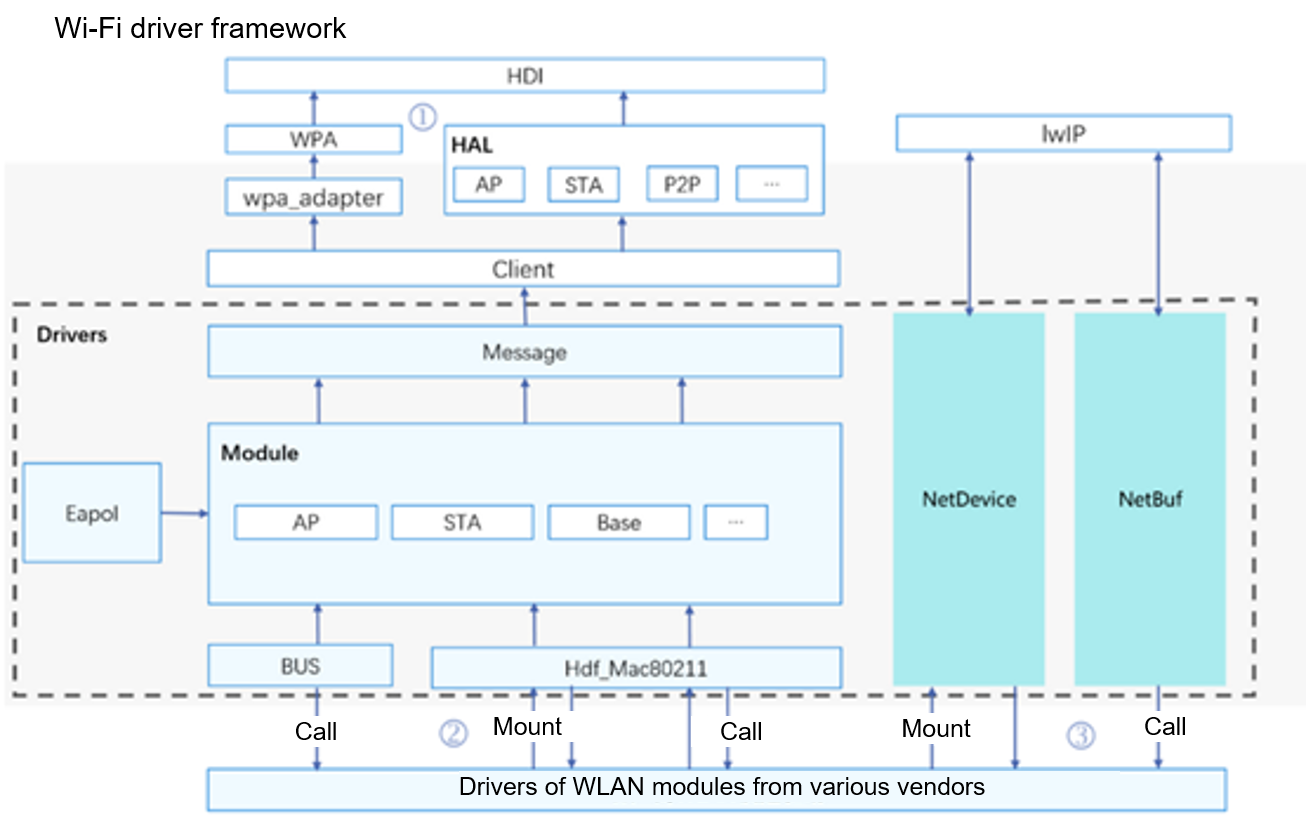 Wi-Fi driver framework
HDI
①
WPA
HAL
lwIP
AP
STA
P2P
...
wpa_adapter
Client
Drivers
Message
Module
Eapol
AP
STA
Base
...
NetDevice
NetBuf
BUS
Hdf_Mac80211
Call
②
Mount
Call
Mount
③
Call
Drivers of WLAN modules from various vendors